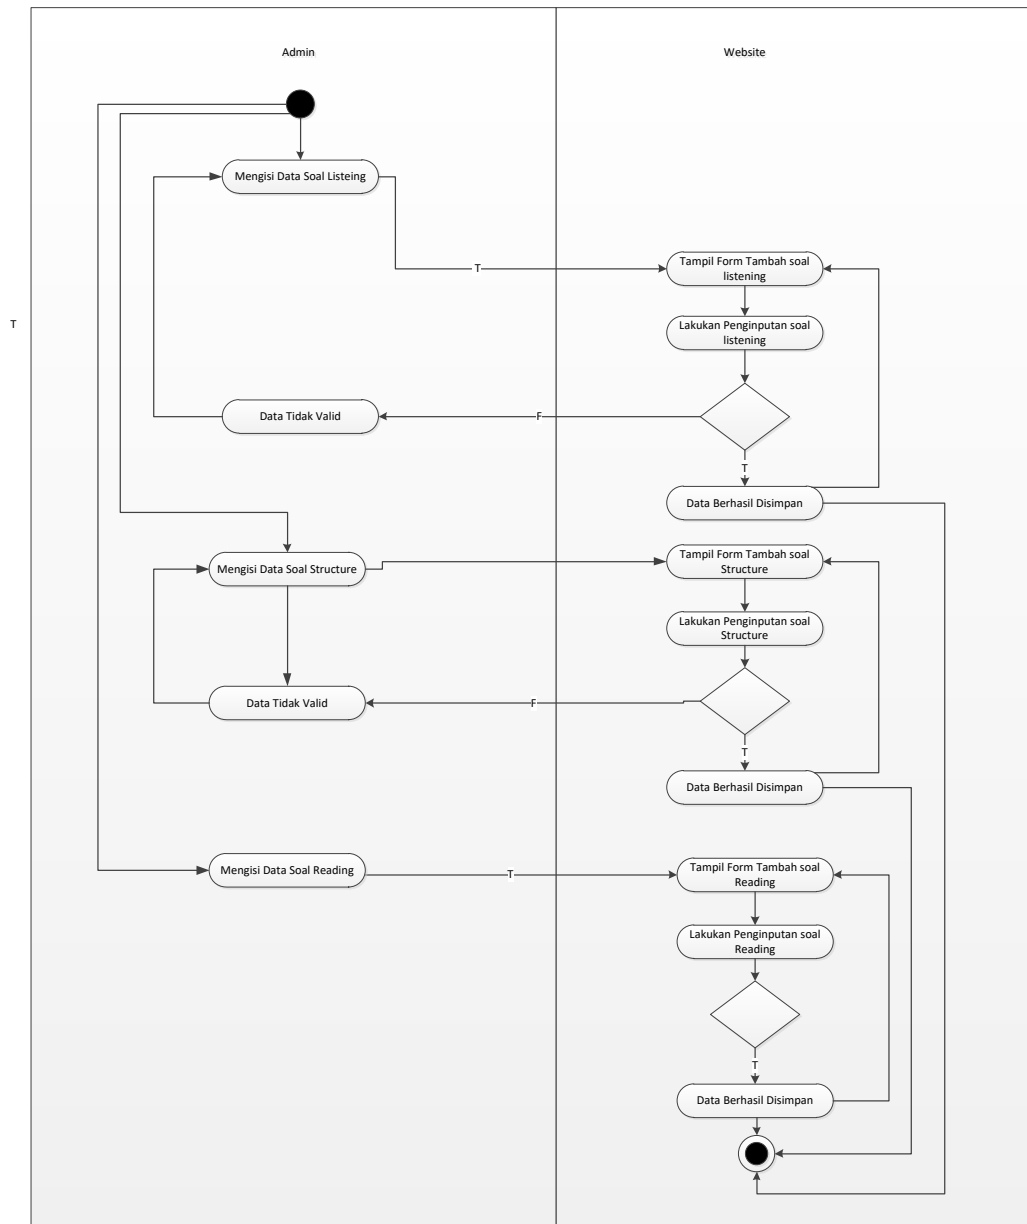 Admin
Website
Mengisi Data Soal Listeing
T
Tampil Form Tambah soal
listening
T
Lakukan Penginputan soal
listening
Data Tidak Valid
F
T
Data Berhasil Disimpan
Mengisi Data Soal Structure
Tampil Form Tambah soal
Structure
Lakukan Penginputan soal
Structure
Data Tidak Valid
F
T
Data Berhasil Disimpan
Mengisi Data Soal Reading
T
Tampil Form Tambah soal
Reading
Lakukan Penginputan soal
Reading
T
Data Berhasil Disimpan